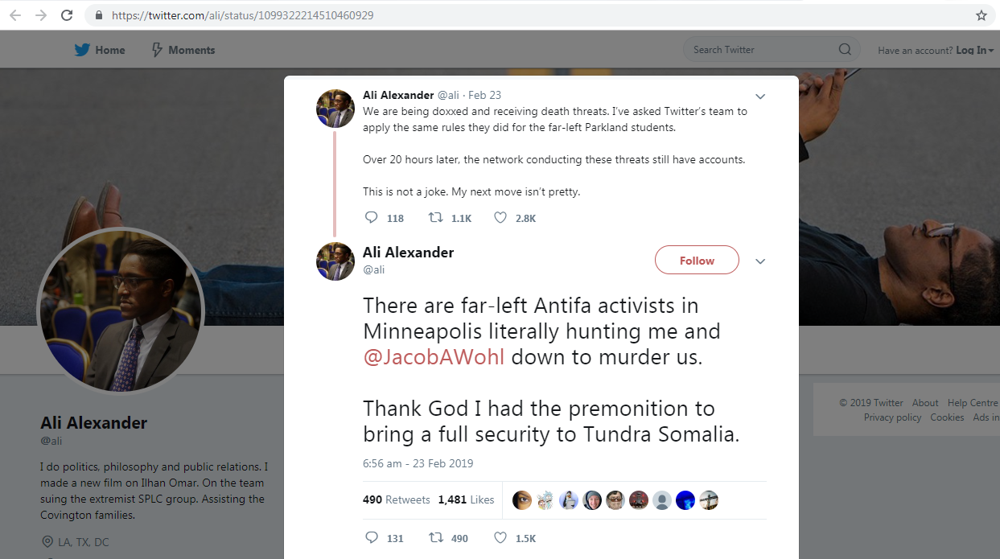 https://twitter.com/ali/status/1099322214510460929
Home
Moments
Search Twitter
Have an account? Log In
Ali Alexander @ali · Feb 23
We are being doxxed and receiving death threats. I've asked Twitter's team to
apply the same rules they did for the far-left Parkland students.
Over 20 hours later, the network conducting these threats still have accounts.
This is not a joke. My next move isn't pretty.
118 1.1K 2.8K
Ali Alexander
@ali
Follow
There are far-left Antifa activists in
Minneapolis literally hunting me and
@JacobAWohl down to murder us.
Thank God I had the premonition to
bring a full security to Tundra Somalia.
6:56 am - 23 Feb 2019
490 Retweets 1,481 Likes
131 490 1.5K
Ali Alexander
@ali
I do politics, philosophy and public relations. I
made a new film on Ilhan Omar. On the team
suing the extremist SPLC group. Assisting the
Covington families.
LA, TX, DC
© 2019 Twitter About Help Centre
Privacy policy Cookies Ads in